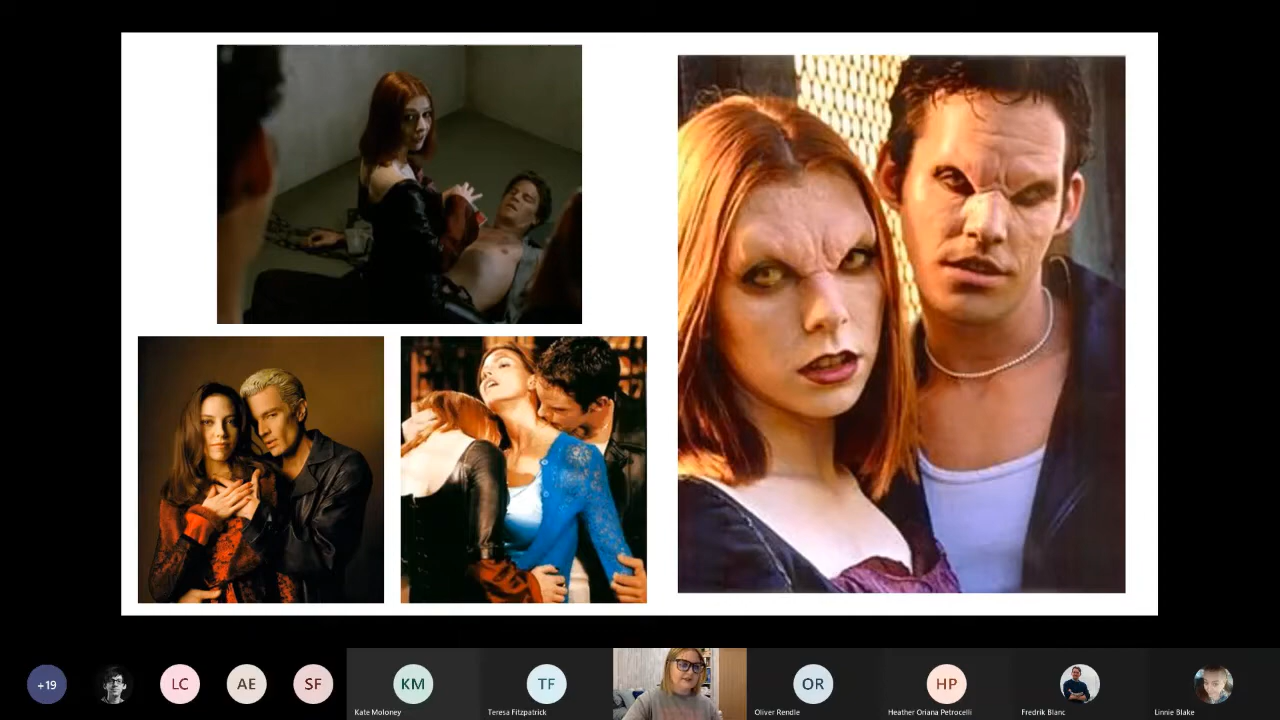 +19
LC
AE
SF
KM
Kate Moloney
TF
Teresa Fitzpatrick
OR
Oliver Rendle
HP
Heather Oriana Petrocelli
Fredrik Blanc
Linnie Blake